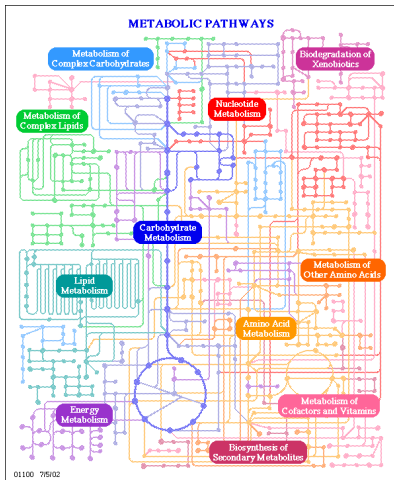 METABOLIC PATHWAYS
Metabolism of
Complex Carbohydrates
Biodegradation of
Xenobiotics
Nucleotide
Metabolism
Metabolism of
Complex Lipids
Carbohydrate
Metabolism
Metabolism of
Other Amino Acids
Lipid
Metabolism
Amino Acid
Metabolism
Metabolism of
Cofactors and Vitamins
Energy
Metabolism
Biosynthesis of
Secondary Metabolites
01100 7/5/02